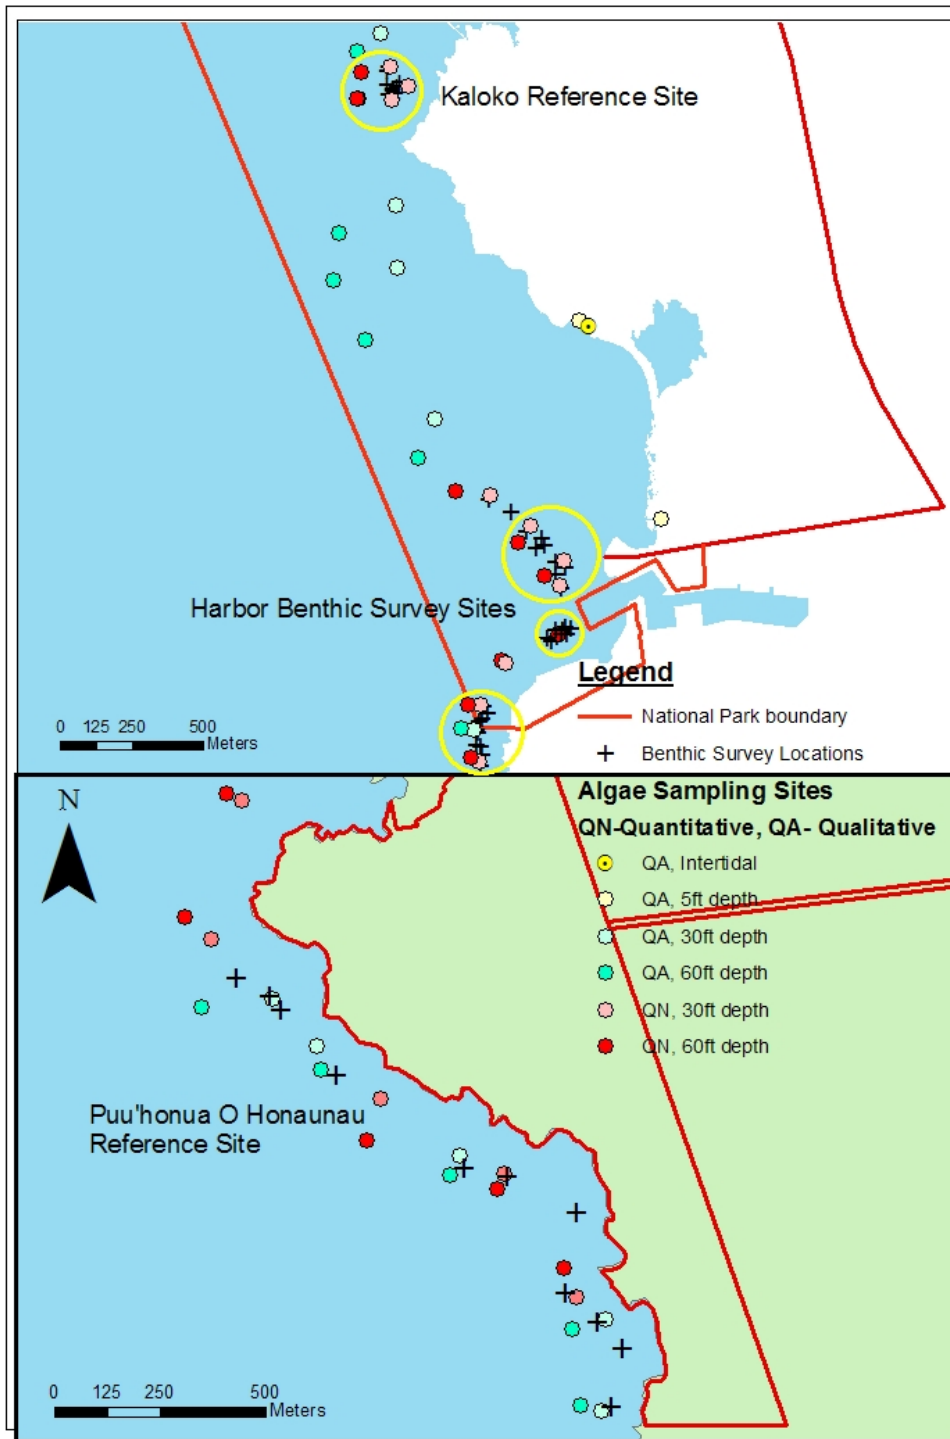 Kaloko Reference Site
Harbor Benthic Survey Sites
0 125 250 500
Meters
Legend
National Park boundary
Benthic Survey Locations
Algae Sampling Sites
QN-Quantitative, QA- Qualitative
QA, Intertidal
QA, 5ft depth
QA, 30ft depth
QA, 60ft depth
QN, 30ft depth
QN, 60ft depth
N
Puu'honua O Honaunau
Reference Site
0 125 250 500
Meters